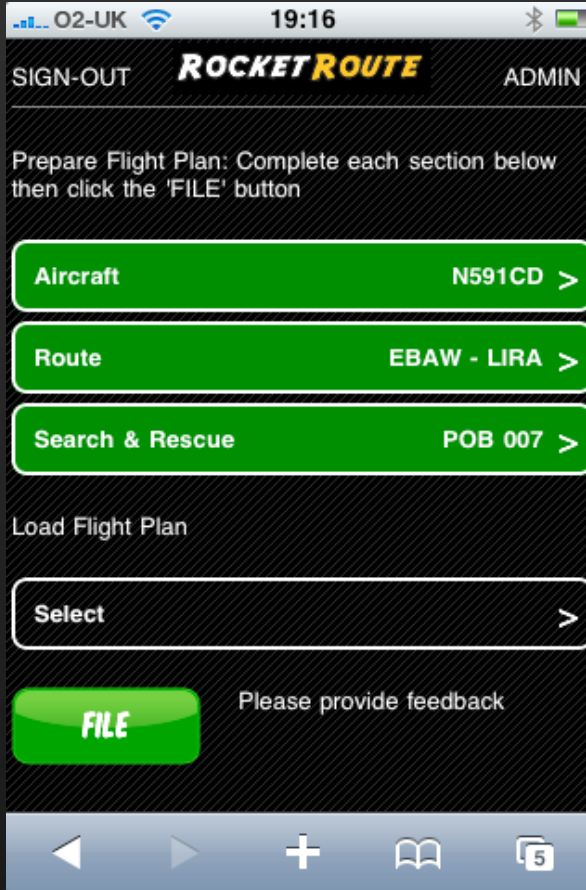 O2-UK 19:16
SIGN-OUT ROCKETROUTE ADMIN
Prepare Flight Plan: Complete each section below
then click the 'FILE' button
Aircraft N591CD >
Route EBAW - LIRA >
Search & Rescue POB 007 >
Load Flight Plan
Select >
FILE Please provide feedback
5